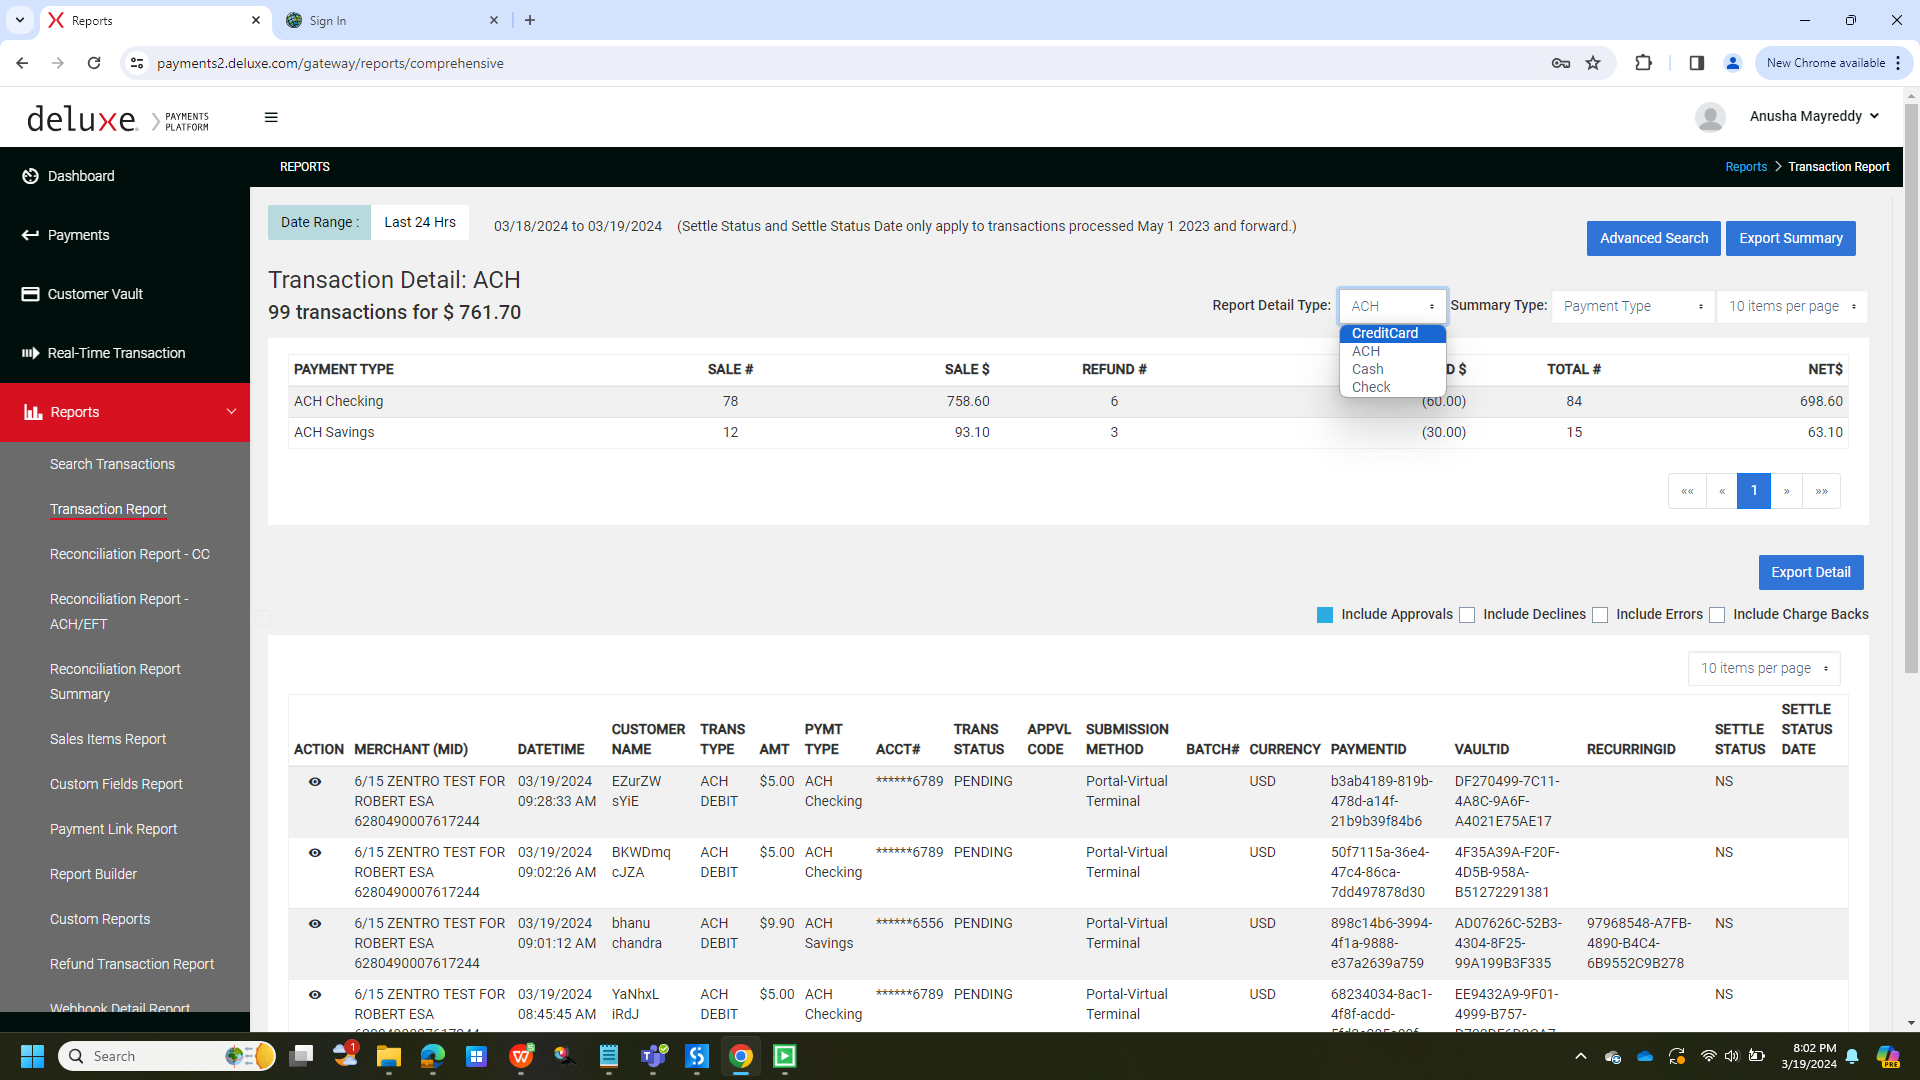 Reports
Sign In
payments2.deluxe.com/gateway/reports/comprehensive
New Chrome available
deluxe. PAYMENTS PLATFORM
Anusha Mayreddy
REPORTS
Reports > Transaction Report
Dashboard
Payments
Customer Vault
Real-Time Transaction
Reports
Search Transactions
Transaction Report
Reconciliation Report - CC
Reconciliation Report -
ACH/EFT
Reconciliation Report
Summary
Sales Items Report
Custom Fields Report
Payment Link Report
Report Builder
Custom Reports
Refund Transaction Report
Webhook Detail Report
Date Range : Last 24 Hrs 03/18/2024 to 03/19/2024 (Settle Status and Settle Status Date only apply to transactions processed May 1 2023 and forward.)
Advanced Search Export Summary
Transaction Detail: ACH
99 transactions for $ 761.70
Report Detail Type: ACH Summary Type: Payment Type 10 items per page
CreditCard
ACH
Cash
Check
PAYMENT TYPE SALE # SALE $ REFUND # D $ TOTAL # NET$
ACH Checking 78 758.60 6 (60.00) 84 698.60
ACH Savings 12 93.10 3 (30.00) 15 63.10
«« « 1 » »»
Export Detail
Include Approvals Include Declines Include Errors Include Charge Backs
10 items per page
ACTION MERCHANT (MID) DATETIME CUSTOMER NAME TRANS TYPE AMT PYMT TYPE ACCT# TRANS STATUS APPVL CODE SUBMISSION METHOD BATCH# CURRENCY PAYMENTID VAULTID RECURRINGID SETTLE STATUS SETTLE STATUS DATE
6/15 ZENTRO TEST FOR 03/19/2024 EZurZW ACH $5.00 ACH ******6789 PENDING Portal-Virtual USD b3ab4189-819b- DF270499-7C11- NS
ROBERT ESA 09:28:33 AM sYiE DEBIT Checking Terminal 478d-a14f- 4A8C-9A6F-
6280490007617244 21b9b39f84b6 A4021E75AE17
6/15 ZENTRO TEST FOR 03/19/2024 BKWDmq ACH $5.00 ACH ******6789 PENDING Portal-Virtual USD 50f7115a-36e4- 4F35A39A-F20F- NS
ROBERT ESA 09:02:26 AM cJZA DEBIT Checking Terminal 47c4-86ca- 4D5B-958A-
6280490007617244 7dd497878d30 B51272291381
6/15 ZENTRO TEST FOR 03/19/2024 bhanu ACH $9.90 ACH ******6556 PENDING Portal-Virtual USD 898c14b6-3994- AD07626C-52B3- 97968548-A7FB- NS
ROBERT ESA 09:01:12 AM chandra DEBIT Savings Terminal 4f1a-9888- 4304-8F25- 4890-B4C4-
6280490007617244 e37a2639a759 99A199B3F335 6B9552C9B278
6/15 ZENTRO TEST FOR 03/19/2024 YaNhxL ACH $5.00 ACH ******6789 PENDING Portal-Virtual USD 68234034-8ac1- EE9432A9-9F01- NS
ROBERT ESA 08:45:45 AM iRdJ DEBIT Checking Terminal 4f8f-acdd- 4999-B757-
Search
1
8:02 PM
3/19/2024